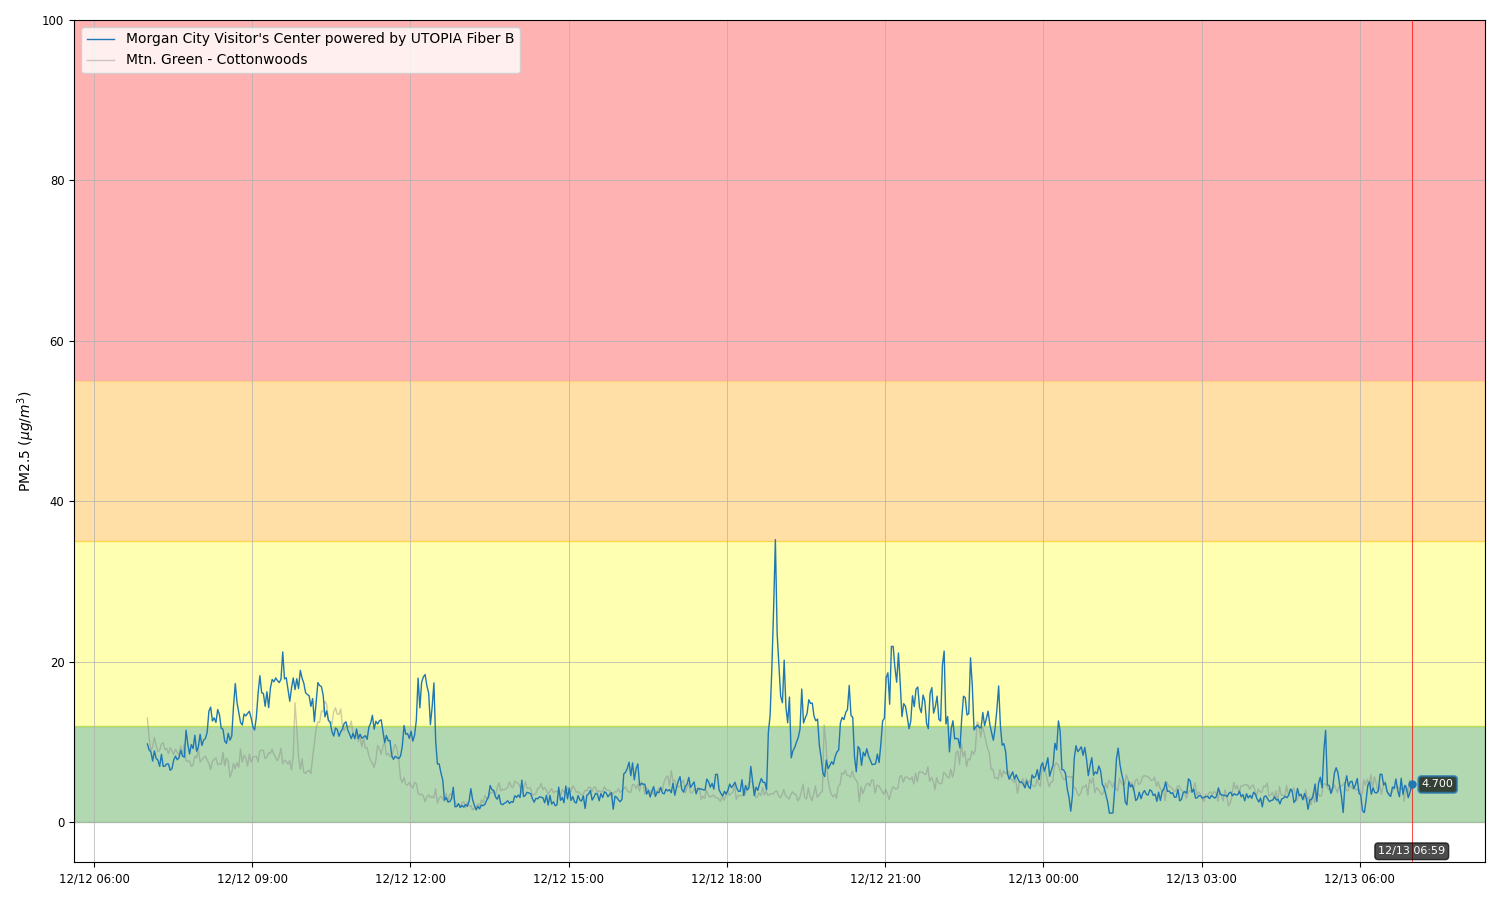 Morgan City Visitor's Center powered by UTOPIA Fiber B
Mtn. Green - Cottonwoods
100
80
60
40
20
0
PM2.5 (μg/m³)
4.700
12/13 06:59
12/12 06:00 12/12 09:00 12/12 12:00 12/12 15:00 12/12 18:00 12/12 21:00 12/13 00:00 12/13 03:00 12/13 06:00